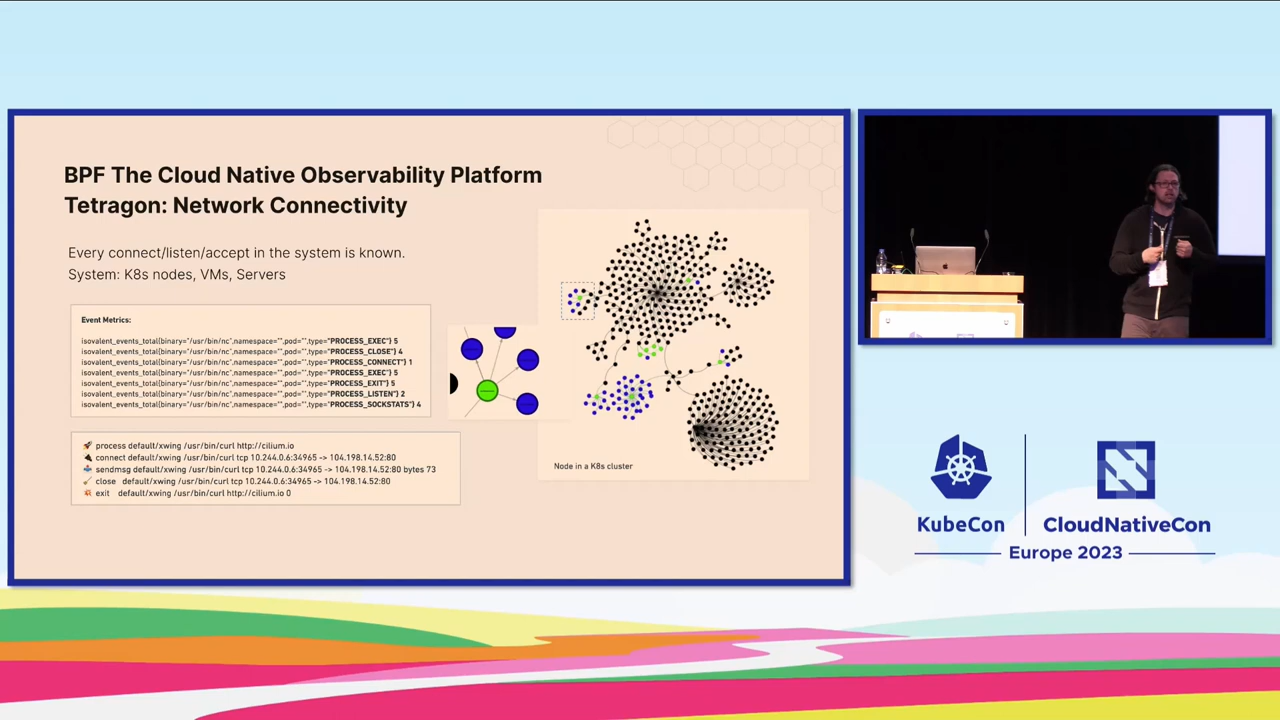 BPF The Cloud Native Observability Platform
Tetragon: Network Connectivity
Every connect/listen/accept in the system is known.
System: K8s nodes, VMs, Servers
Event Metrics:
isovalent_events_total{binary="/usr/bin/nc",namespace="",pod="",type="PROCESS_EXEC"} 5
isovalent_events_total{binary="/usr/bin/nc",namespace="",pod="",type="PROCESS_CLOSE"} 4
isovalent_events_total{binary="/usr/bin/nc",namespace="",pod="",type="PROCESS_CONNECT"} 1
isovalent_events_total{binary="/usr/bin/nc",namespace="",pod="",type="PROCESS_EXEC"} 5
isovalent_events_total{binary="/usr/bin/nc",namespace="",pod="",type="PROCESS_EXIT"} 5
isovalent_events_total{binary="/usr/bin/nc",namespace="",pod="",type="PROCESS_LISTEN"} 2
isovalent_events_total{binary="/usr/bin/nc",namespace="",pod="",type="PROCESS_SOCKSTATS"} 4
process default/xwing /usr/bin/curl http://cilium.io
connect default/xwing /usr/bin/curl tcp 10.244.0.6:34965 -> 104.198.14.52:80
sendmsg default/xwing /usr/bin/curl tcp 10.244.0.6:34965 -> 104.198.14.52:80 bytes 73
close default/xwing /usr/bin/curl tcp 10.244.0.6:34965 -> 104.198.14.52:80
exit default/xwing /usr/bin/curl http://cilium.io 0
Node in a K8s cluster
KubeCon
CloudNativeCon
Europe 2023